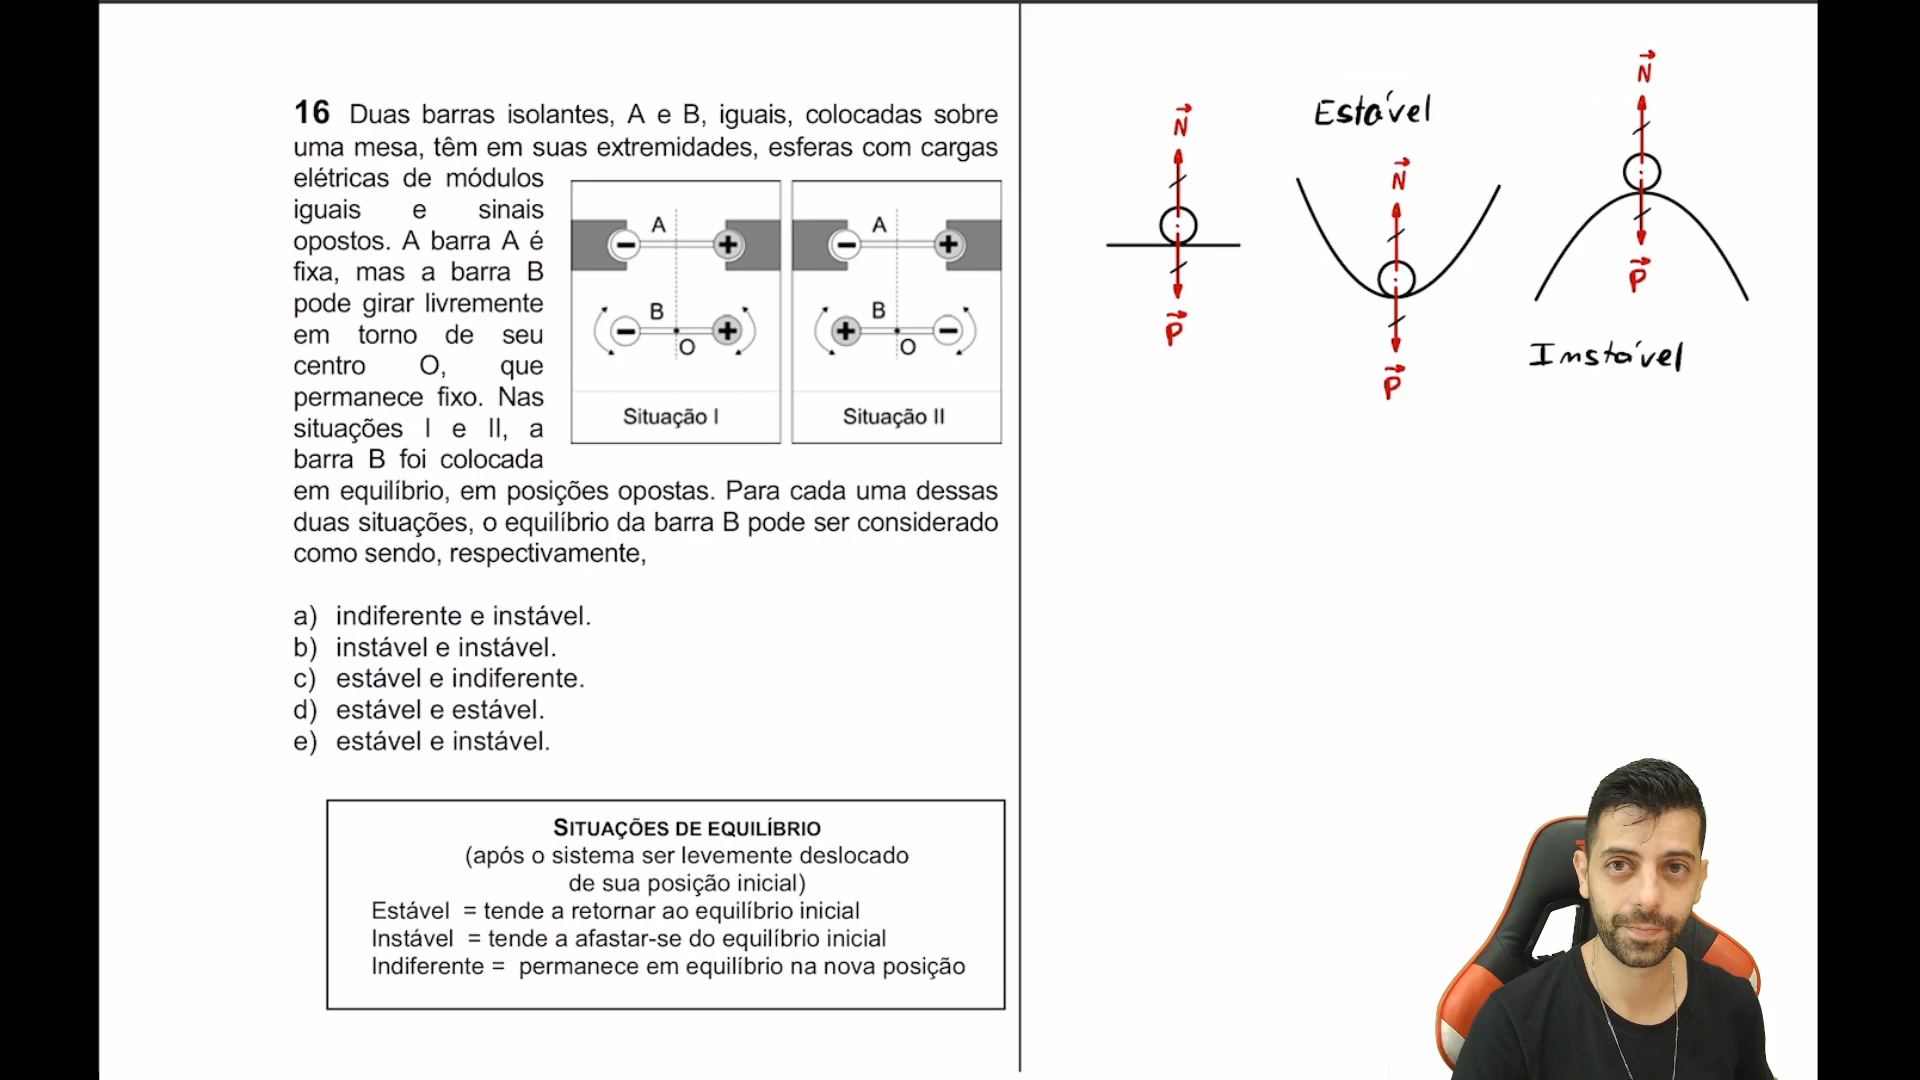 16 Duas barras isolantes, A e B, iguais, colocadas sobre
uma mesa, têm em suas extremidades, esferas com cargas
elétricas de módulos
iguais e sinais
opostos. A barra A é
fixa, mas a barra B
pode girar livremente
em torno de seu
centro O, que
permanece fixo. Nas
situações I e II, a
barra B foi colocada
em equilíbrio, em posições opostas. Para cada uma dessas
duas situações, o equilíbrio da barra B pode ser considerado
como sendo, respectivamente,
A
− +
B
− +
O
Situação I
A
− +
B
+ −
O
Situação II
a) indiferente e instável.
b) instável e instável.
c) estável e indiferente.
d) estável e estável.
e) estável e instável.
SITUAÇÕES DE EQUILÍBRIO
(após o sistema ser levemente deslocado
de sua posição inicial)
Estável = tende a retornar ao equilíbrio inicial
Instável = tende a afastar-se do equilíbrio inicial
Indiferente = permanece em equilíbrio na nova posição
N
P
Estável
N
P
N
P
Instável